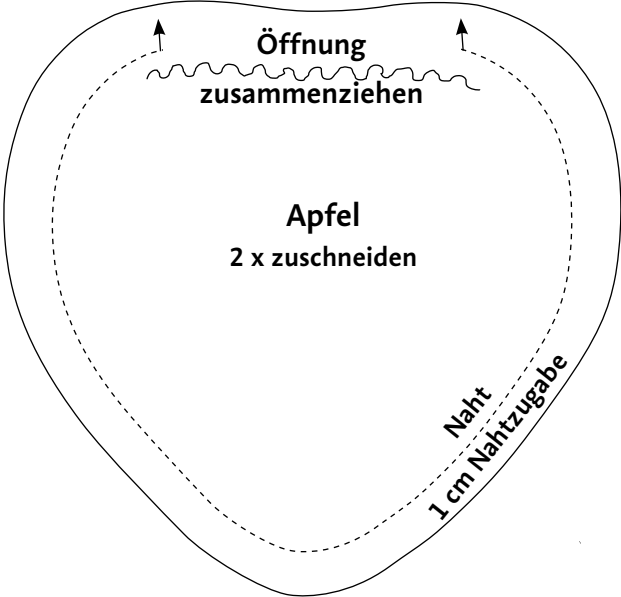 Öffnung
zusammenziehen
Apfel
2 x zuschneiden
Naht
1 cm Nahtzugabe